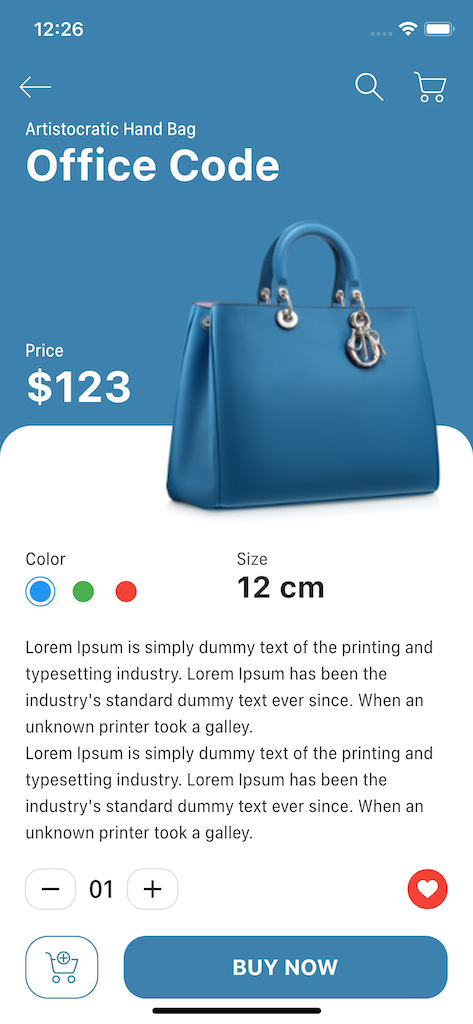 12:26
Artistocratic Hand Bag
Office Code
Price
$123
Color
Size
12 cm
Lorem Ipsum is simply dummy text of the printing and
typesetting industry. Lorem Ipsum has been the
industry's standard dummy text ever since. When an
unknown printer took a galley.
Lorem Ipsum is simply dummy text of the printing and
typesetting industry. Lorem Ipsum has been the
industry's standard dummy text ever since. When an
unknown printer took a galley.
01
BUY NOW